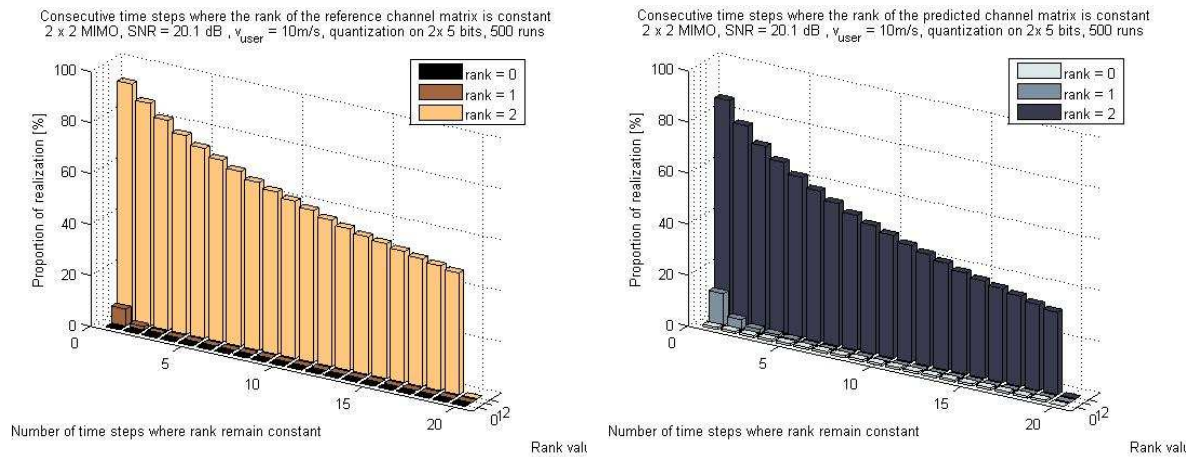 Consecutive time steps where the rank of the reference channel matrix is constant
2 x 2 MIMO, SNR = 20.1 dB , v_user = 10m/s, quantization on 2x 5 bits, 500 runs
100
80
60
40
20
0
Proportion of realization [%]
rank = 0
rank = 1
rank = 2
0
5
10
15
20
0
1
2
Number of time steps where rank remain constant
Rank valu
Consecutive time steps where the rank of the predicted channel matrix is constant
2 x 2 MIMO, SNR = 20.1 dB , v_user = 10m/s, quantization on 2x 5 bits, 500 runs
100
80
60
40
20
0
Proportion of realization [%]
rank = 0
rank = 1
rank = 2
0
5
10
15
20
0
1
2
Number of time steps where rank remain constant
Rank valu